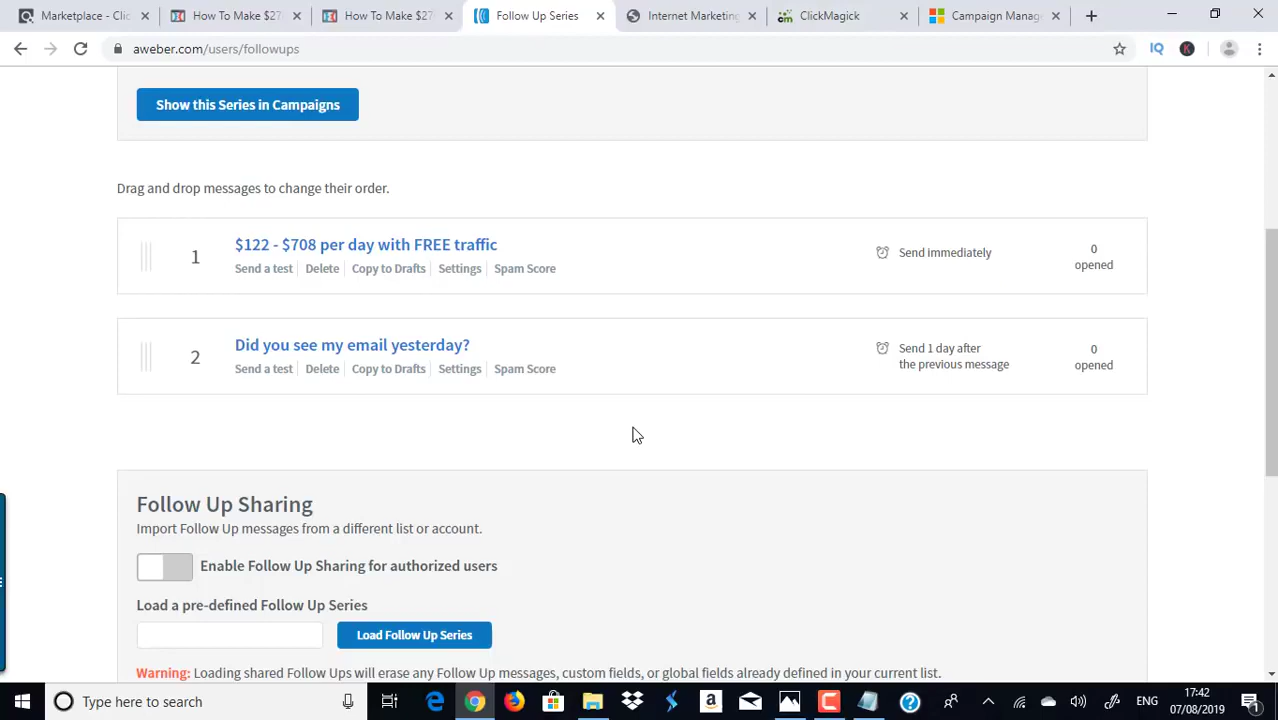 Marketplace - Clic
How To Make $27
How To Make $27
Follow Up Series
Internet Marketing
ClickMagick
Campaign Manag
aweber.com/users/followups
Show this Series in Campaigns
Drag and drop messages to change their order.
1
$122 - $708 per day with FREE traffic
Send a test Delete Copy to Drafts Settings Spam Score
Send immediately
0
opened
2
Did you see my email yesterday?
Send a test Delete Copy to Drafts Settings Spam Score
Send 1 day after
the previous message
0
opened
Follow Up Sharing
Import Follow Up messages from a different list or account.
Enable Follow Up Sharing for authorized users
Load a pre-defined Follow Up Series
Load Follow Up Series
Warning: Loading shared Follow Ups will erase any Follow Up messages, custom fields, or global fields already defined in your current list.
Type here to search
ENG
17:42
07/08/2019